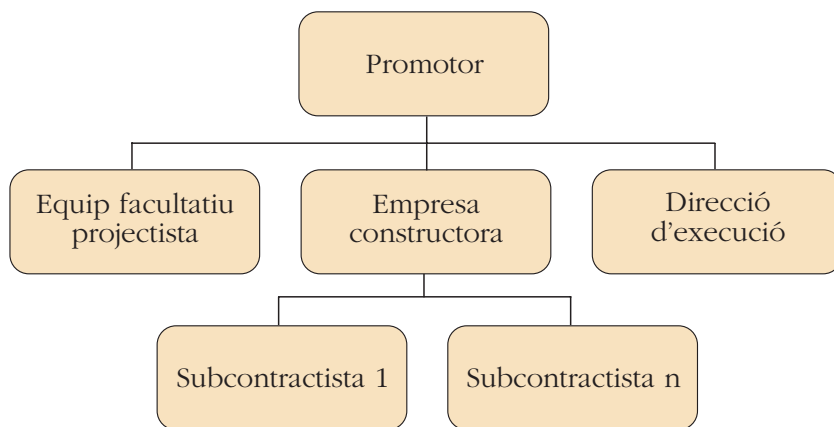 Promotor
Equip facultatiu
projectista
Empresa
constructora
Direcció
d'execució
Subcontractista 1
Subcontractista n